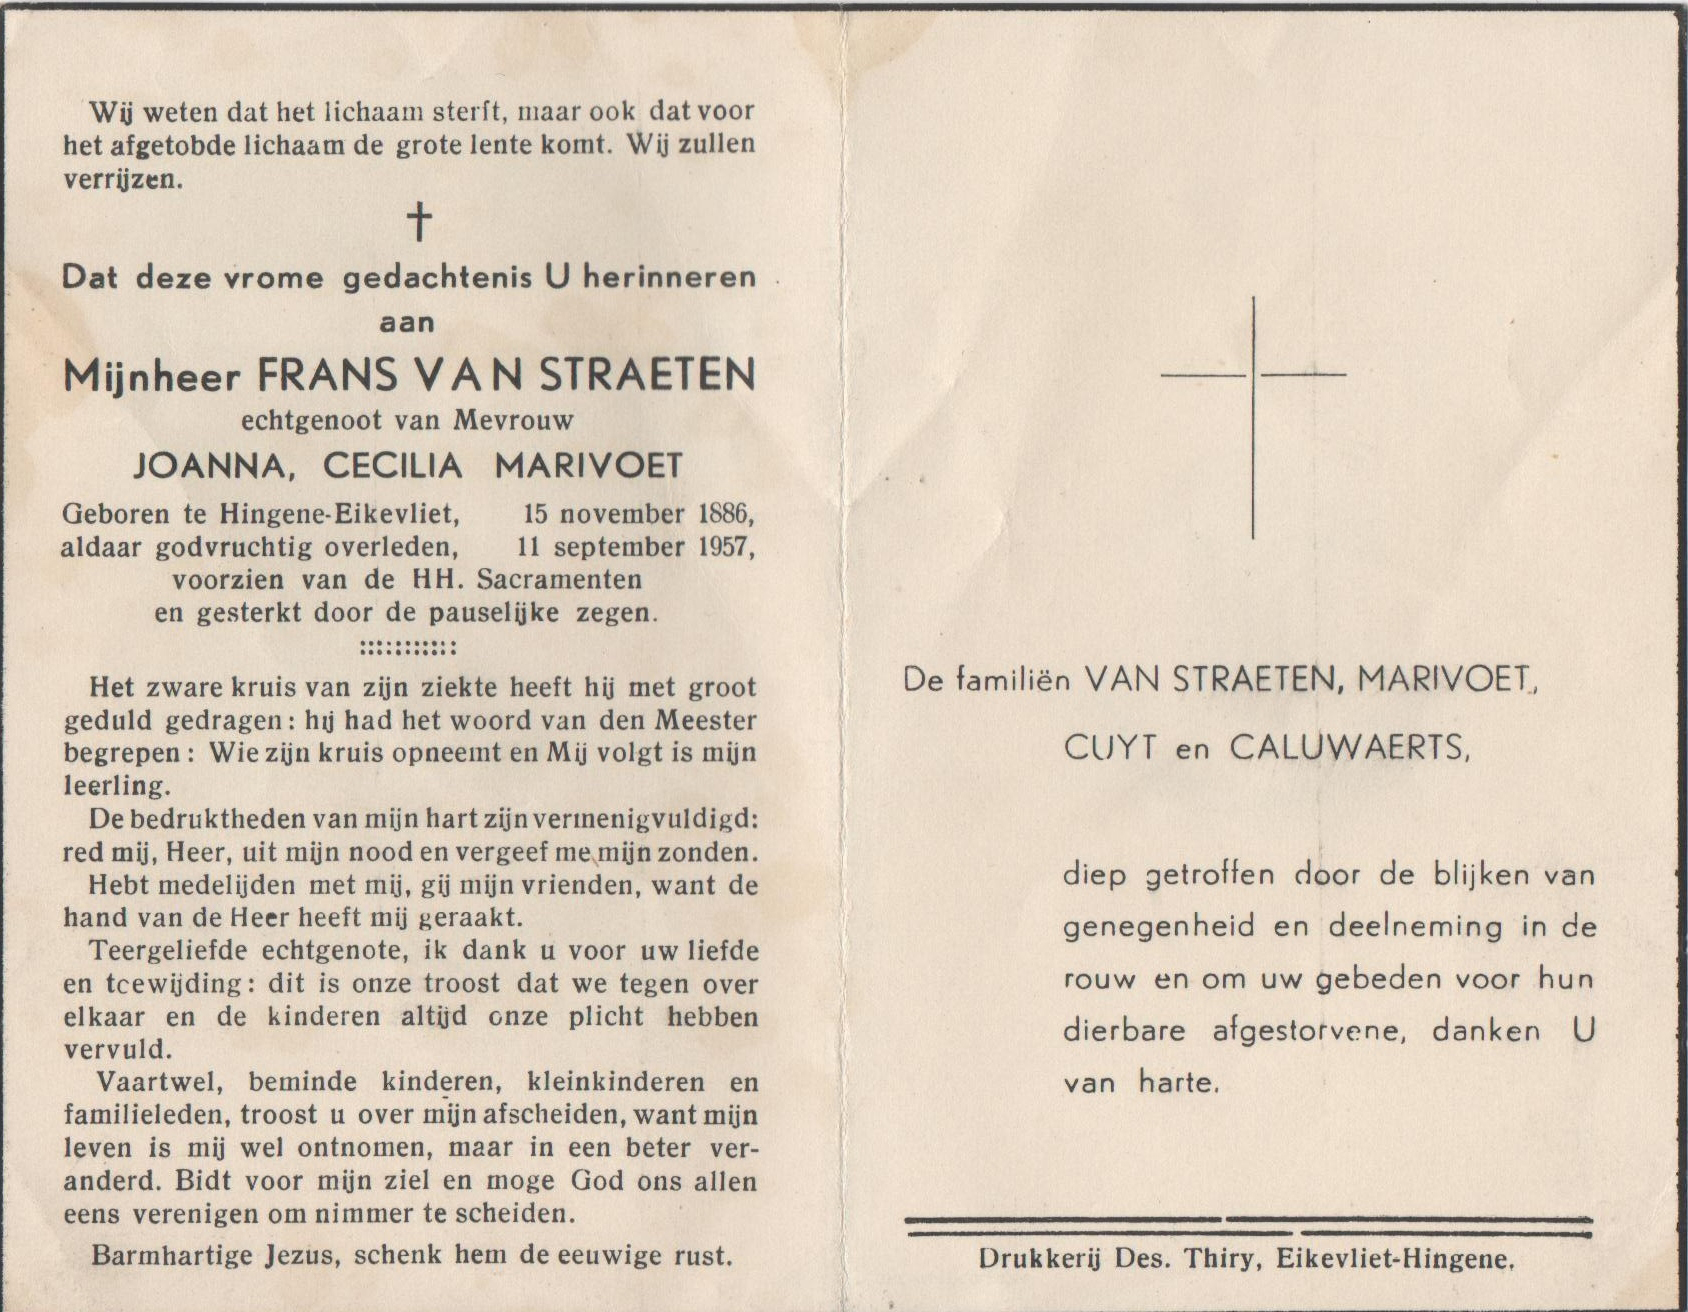 Wij weten dat het lichaam sterft, maar ook dat voor
het afgetobde lichaam de grote lente komt. Wij zullen
verrijzen.
Dat deze vrome gedachtenis U herinneren
aan
Mijnheer FRANS VAN STRAETEN
echtgenoot van Mevrouw
JOANNA, CECILIA MARIVOET
Geboren te Hingene-Eikevliet, 15 november 1886,
aldaar godvruchtig overleden, 11 september 1957,
voorzien van de HH. Sacramenten
en gesterkt door de pauselijke zegen.
Het zware kruis van zijn ziekte heeft hij met groot
geduld gedragen : hij had het woord van den Meester
begrepen : Wie zijn kruis opneemt en Mij volgt is mijn
leerling.
De bedruktheden van mijn hart zijn vermenigvuldigd:
red mij, Heer, uit mijn nood en vergeef me mijn zonden.
Hebt medelijden met mij, gij mijn vrienden, want de
hand van de Heer heeft mij geraakt.
Teergeliefde echtgenote, ik dank u voor uw liefde
en toewijding : dit is onze troost dat we tegen over
elkaar en de kinderen altijd onze plicht hebben
vervuld.
Vaartwel, beminde kinderen, kleinkinderen en
familieleden, troost u over mijn afscheiden, want mijn
leven is mij wel ontnomen, maar in een beter ver-
anderd. Bidt voor mijn ziel en moge God ons allen
eens verenigen om nimmer te scheiden.
Barmhartige Jezus, schenk hem de eeuwige rust.
De familiën VAN STRAETEN, MARIVOET,
CUYT en CALUWAERTS,
diep getroffen door de blijken van
genegenheid en deelneming in de
rouw en om uw gebeden voor hun
dierbare afgestorvene, danken U
van harte.
Drukkerij Des. Thiry, Eikevliet-Hingene.